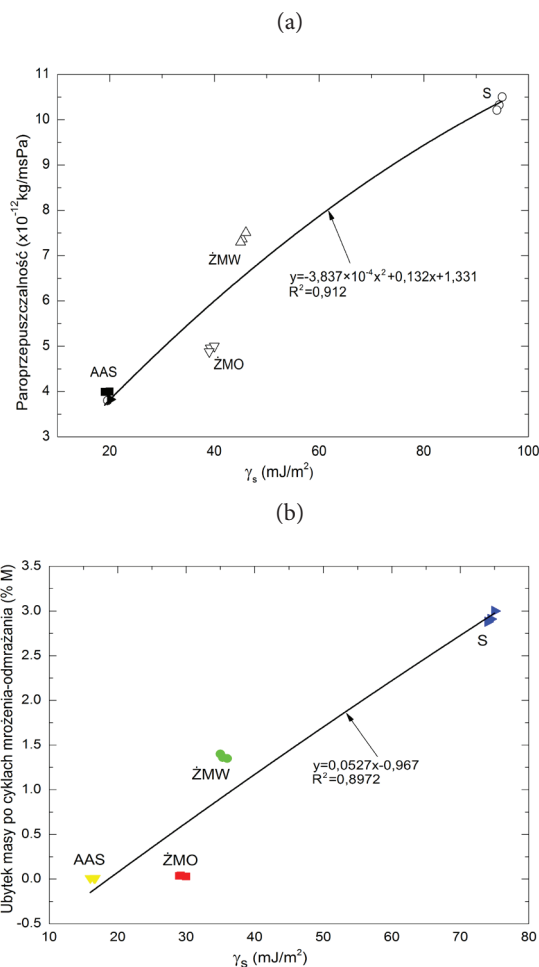 (a)
Paroprzepuszczalność (x10⁻¹²kg/msPa)
11
10
9
8
7
6
5
4
3
S
ŻMW
y=-3,837×10⁻⁴x²+0,132x+1,331
R²=0,912
ŻMO
AAS
20
40
60
80
100
γₛ (mJ/m²)
(b)
Ubytek masy po cyklach mrożenia-odmrażania (% M)
3.5
3.0
2.5
2.0
1.5
1.0
0.5
0.0
-0.5
S
ŻMW
y=0,0527x-0,967
R²=0,8972
AAS
ŻMO
10
20
30
40
50
60
70
80
γₛ (mJ/m²)